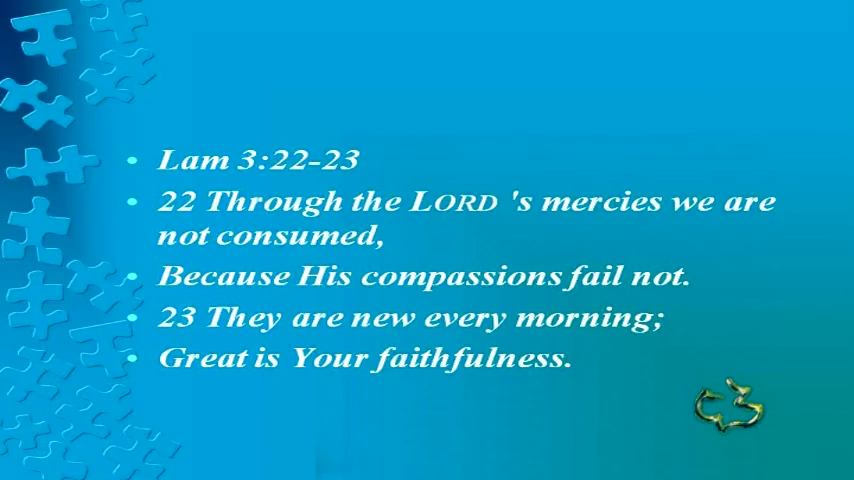 • Lam 3:22-23
• 22 Through the LORD 's mercies we are
not consumed,
• Because His compassions fail not.
• 23 They are new every morning;
• Great is Your faithfulness.